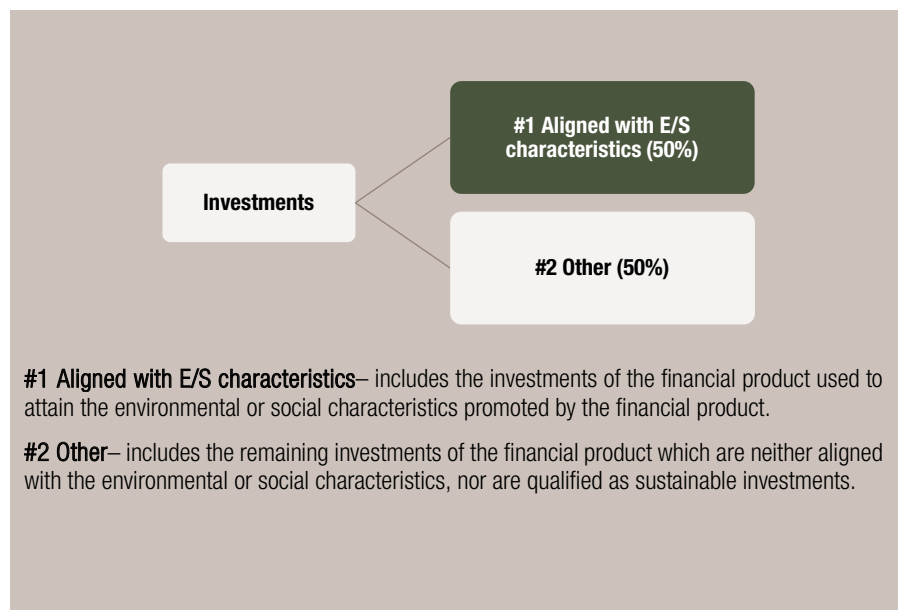 #1 Aligned with E/S
characteristics (50%)
Investments
#2 Other (50%)
#1 Aligned with E/S characteristics– includes the investments of the financial product used to
attain the environmental or social characteristics promoted by the financial product.
#2 Other– includes the remaining investments of the financial product which are neither aligned
with the environmental or social characteristics, nor are qualified as sustainable investments.